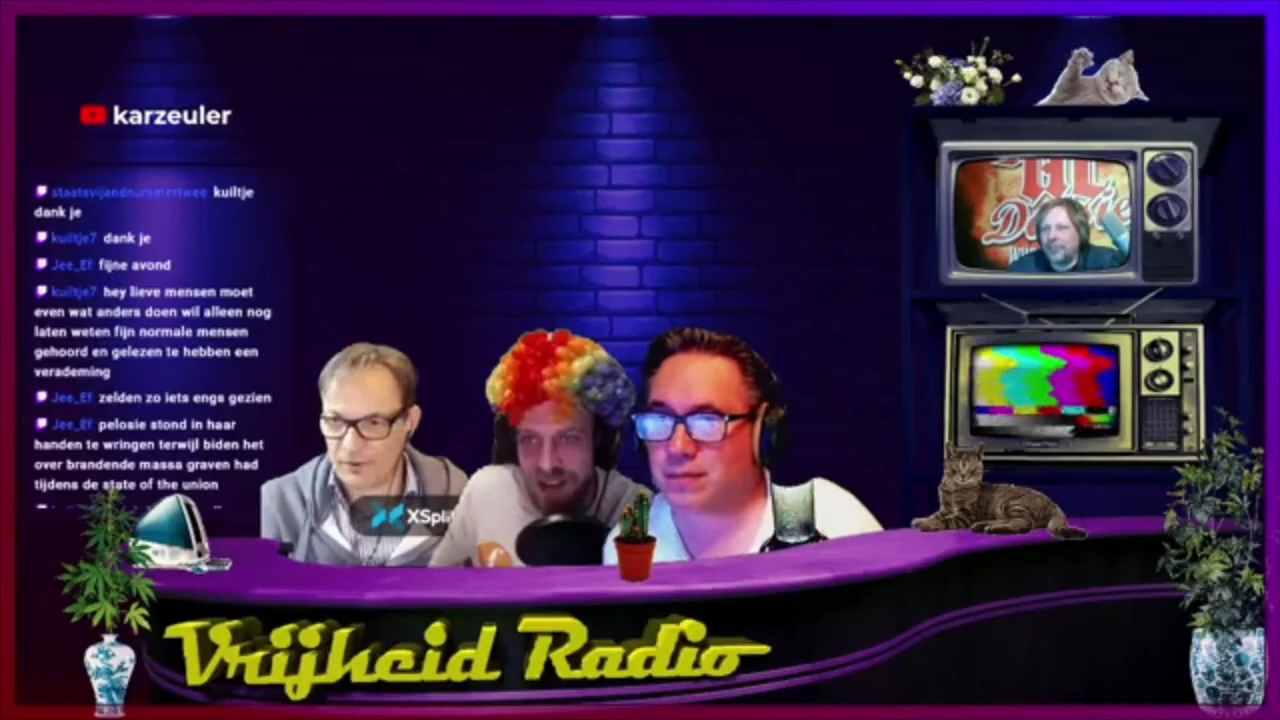 karzeuler
staatsvijandnummertwee kuiltje
dank je
kuiltje7 dank je
Jee_Ef: fijne avond
kuiltje7 hey lieve mensen moet
even wat anders doen wil alleen nog
laten weten fijn normale mensen
gehoord en gelezen te hebben een
verademing
Jee_Ef: zelden zo iets engs gezien
Jee_Ef: pelosie stond in haar
handen te wringen terwijl biden het
over brandende massa graven had
tijdens de state of the union
XSplit
Vrijheid Radio